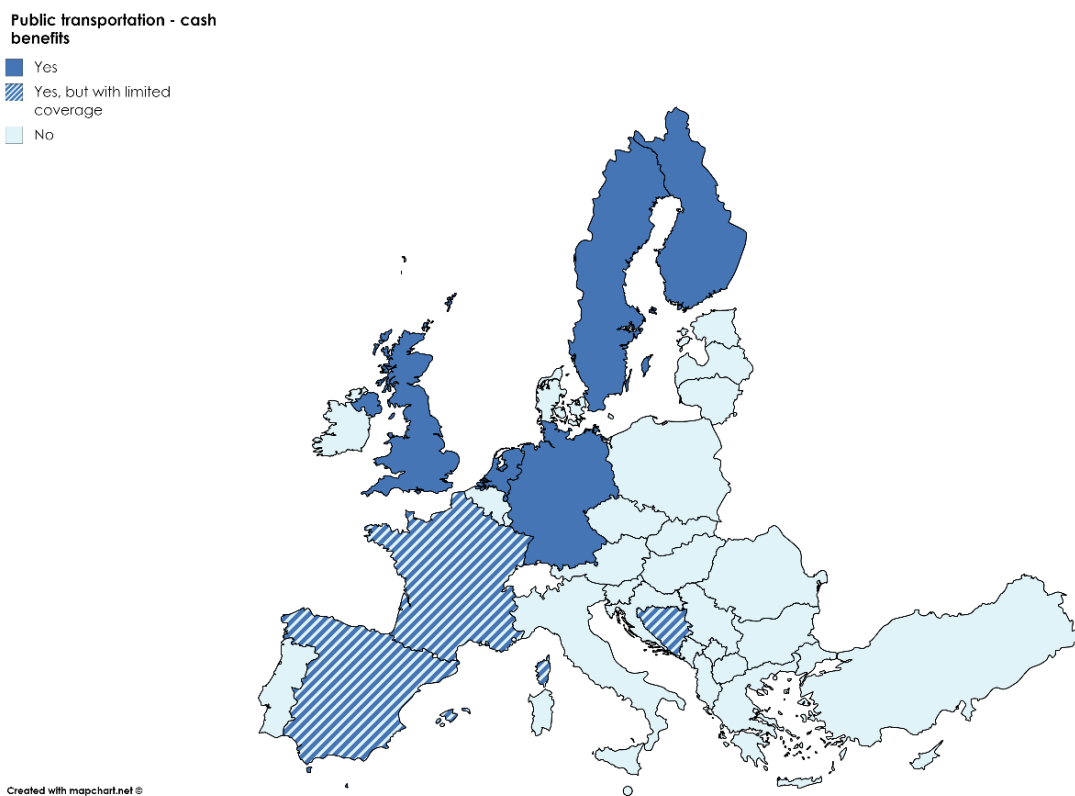 Public transportation - cash
benefits
Yes
Yes, but with limited
coverage
No
Created with mapchart.net ©